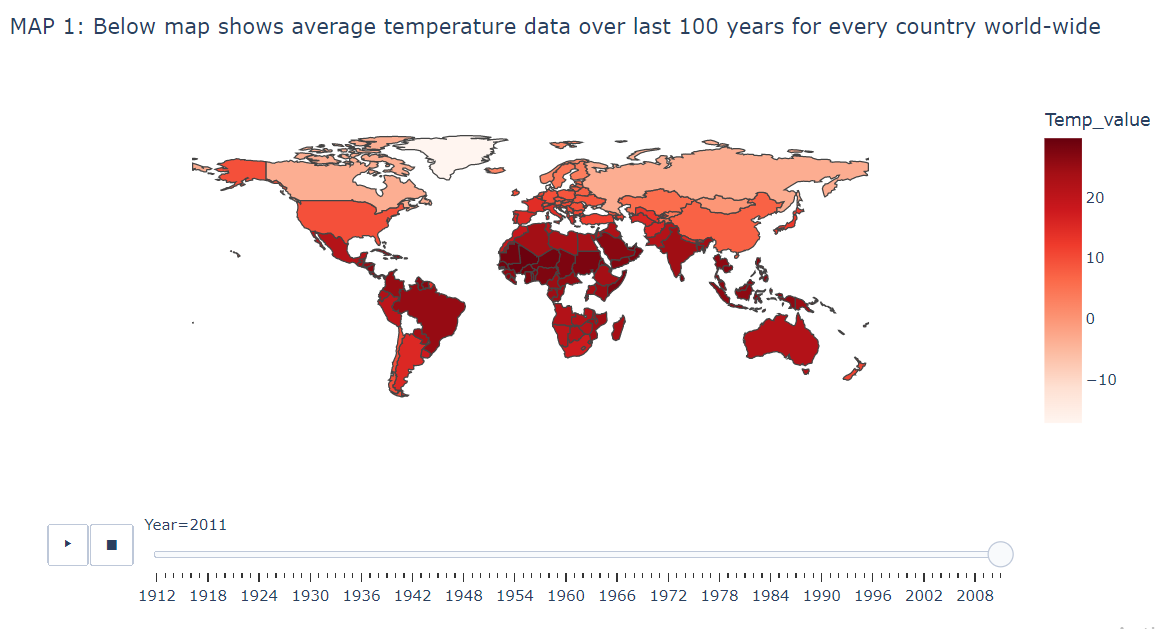 MAP 1: Below map shows average temperature data over last 100 years for every country world-wide
Temp_value
20
10
0
−10
Year=2011
1912 1918 1924 1930 1936 1942 1948 1954 1960 1966 1972 1978 1984 1990 1996 2002 2008